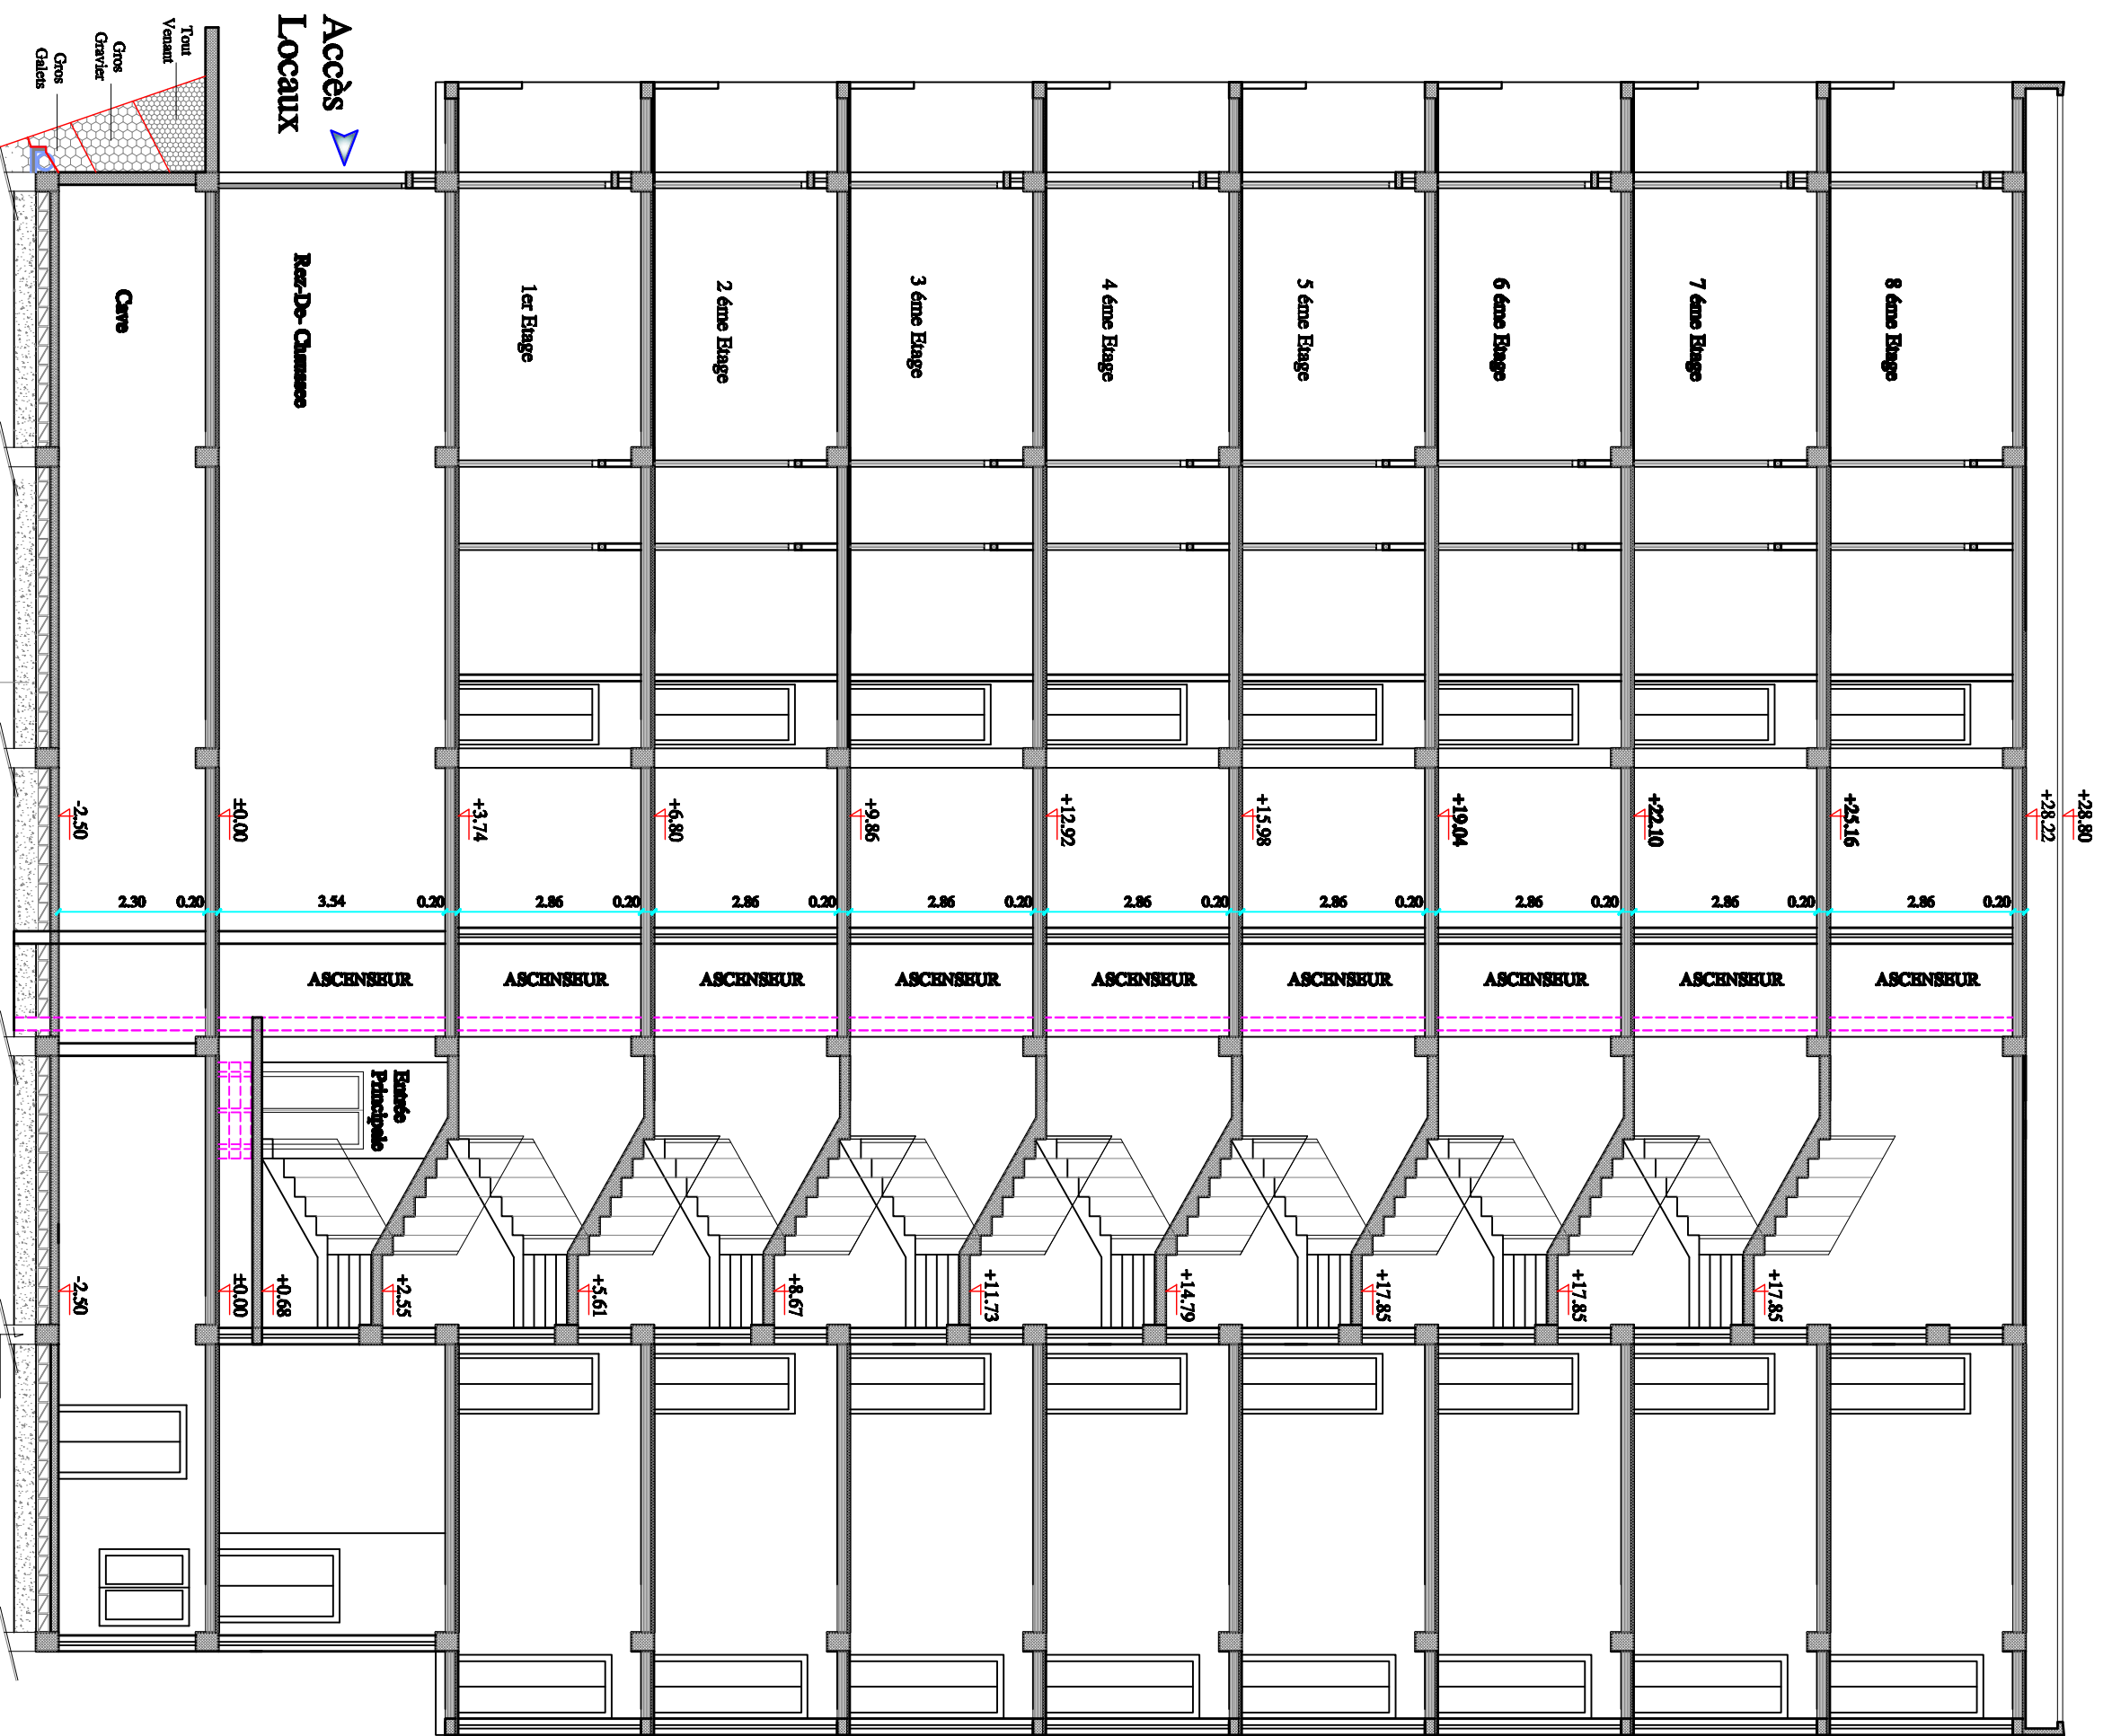 +28.80
+28.22
8 éme Etage
+25.16
0.20
2.86
ASCENSEUR
+17.85
7 éme Etage
+22.10
0.20
2.86
ASCENSEUR
+17.85
6 éme Etage
+19.04
0.20
2.86
ASCENSEUR
+17.85
5 éme Etage
+15.98
0.20
2.86
ASCENSEUR
+14.79
4 éme Etage
+12.92
0.20
2.86
ASCENSEUR
+11.73
3 éme Etage
+9.86
0.20
2.86
ASCENSEUR
+8.67
2 éme Etage
+6.80
0.20
2.86
ASCENSEUR
+5.61
1er Etage
+3.74
0.20
2.86
ASCENSEUR
+2.55
Accès
Locaux
Rez-De- Chaussee
±0.00
0.20
3.54
ASCENSEUR
Entrée
Principale
+0.68
±0.00
Tout
Venant
Gros
Gravier
Gros
Galets
Cave
-2.50
0.20
2.30
-2.50